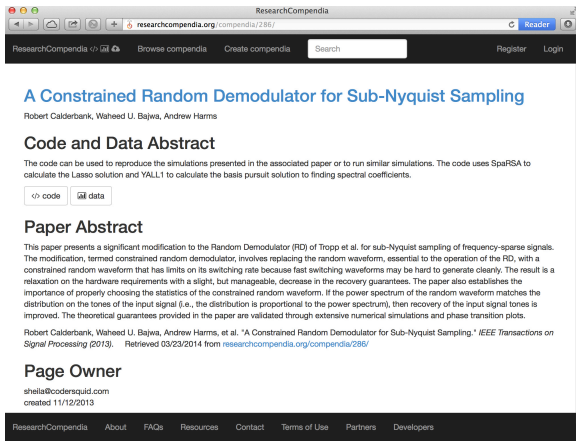 ResearchCompendia
researchcompendia.org/compendia/286/
Reader
ResearchCompendia </> Browse compendia Create compendia Search Register Login
A Constrained Random Demodulator for Sub-Nyquist Sampling
Robert Calderbank, Waheed U. Bajwa, Andrew Harms
Code and Data Abstract
The code can be used to reproduce the simulations presented in the associated paper or to run similar simulations. The code uses SpaRSA to
calculate the Lasso solution and YALL1 to calculate the basis pursuit solution to finding spectral coefficients.
</> code data
Paper Abstract
This paper presents a significant modification to the Random Demodulator (RD) of Tropp et al. for sub-Nyquist sampling of frequency-sparse signals.
The modification, termed constrained random demodulator, involves replacing the random waveform, essential to the operation of the RD, with a
constrained random waveform that has limits on its switching rate because fast switching waveforms may be hard to generate cleanly. The result is a
relaxation on the hardware requirements with a slight, but manageable, decrease in the recovery guarantees. The paper also establishes the
importance of properly choosing the statistics of the constrained random waveform. If the power spectrum of the random waveform matches the
distribution on the tones of the input signal (i.e., the distribution is proportional to the power spectrum), then recovery of the input signal tones is
improved. The theoretical guarantees provided in the paper are validated through extensive numerical simulations and phase transition plots.
Robert Calderbank, Waheed U. Bajwa, Andrew Harms, et al. "A Constrained Random Demodulator for Sub-Nyquist Sampling." IEEE Transactions on
Signal Processing (2013). Retrieved 03/23/2014 from researchcompendia.org/compendia/286/
Page Owner
sheila@codersquid.com
created 11/12/2013
ResearchCompendia About FAQs Resources Contact Terms of Use Partners Developers